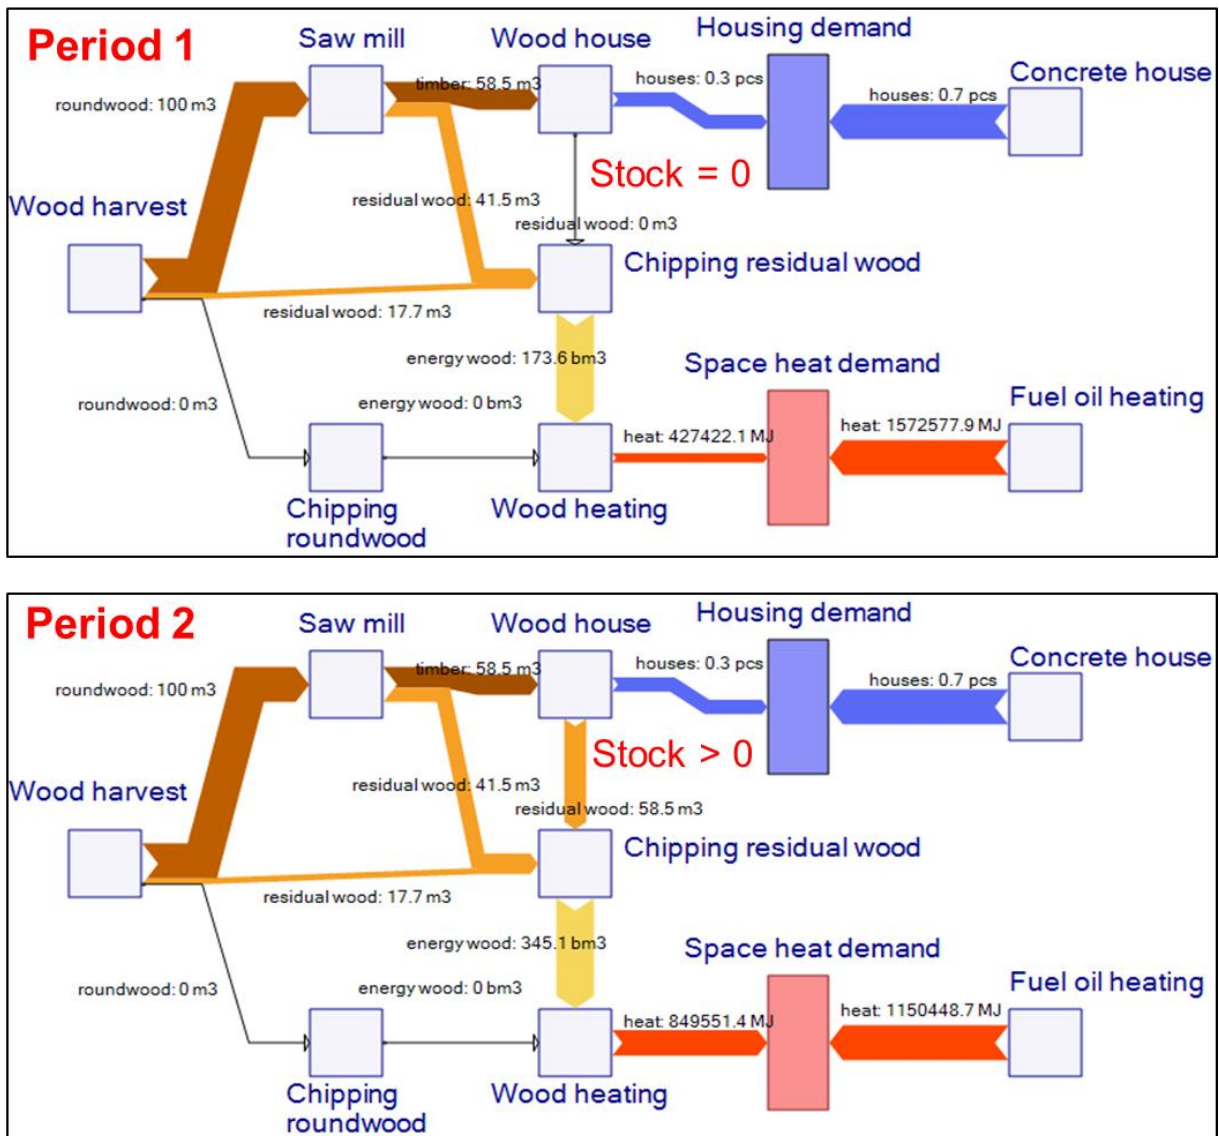 Period 1
Saw mill
Wood house
Housing demand
Concrete house
roundwood: 100 m3
timber: 58.5 m3
houses: 0.3 pcs
houses: 0.7 pcs
Stock = 0
Wood harvest
residual wood: 41.5 m3
residual wood: 0 m3
Chipping residual wood
residual wood: 17.7 m3
energy wood: 173.6 bm3
Space heat demand
Fuel oil heating
roundwood: 0 m3
energy wood: 0 bm3
heat: 427422.1 MJ
heat: 1572577.9 MJ
Chipping
roundwood
Wood heating
Period 2
Saw mill
Wood house
Housing demand
Concrete house
roundwood: 100 m3
timber: 58.5 m3
houses: 0.3 pcs
houses: 0.7 pcs
Stock > 0
Wood harvest
residual wood: 41.5 m3
residual wood: 58.5 m3
Chipping residual wood
residual wood: 17.7 m3
energy wood: 345.1 bm3
Space heat demand
Fuel oil heating
roundwood: 0 m3
energy wood: 0 bm3
heat: 849551.4 MJ
heat: 1150448.7 MJ
Chipping
roundwood
Wood heating